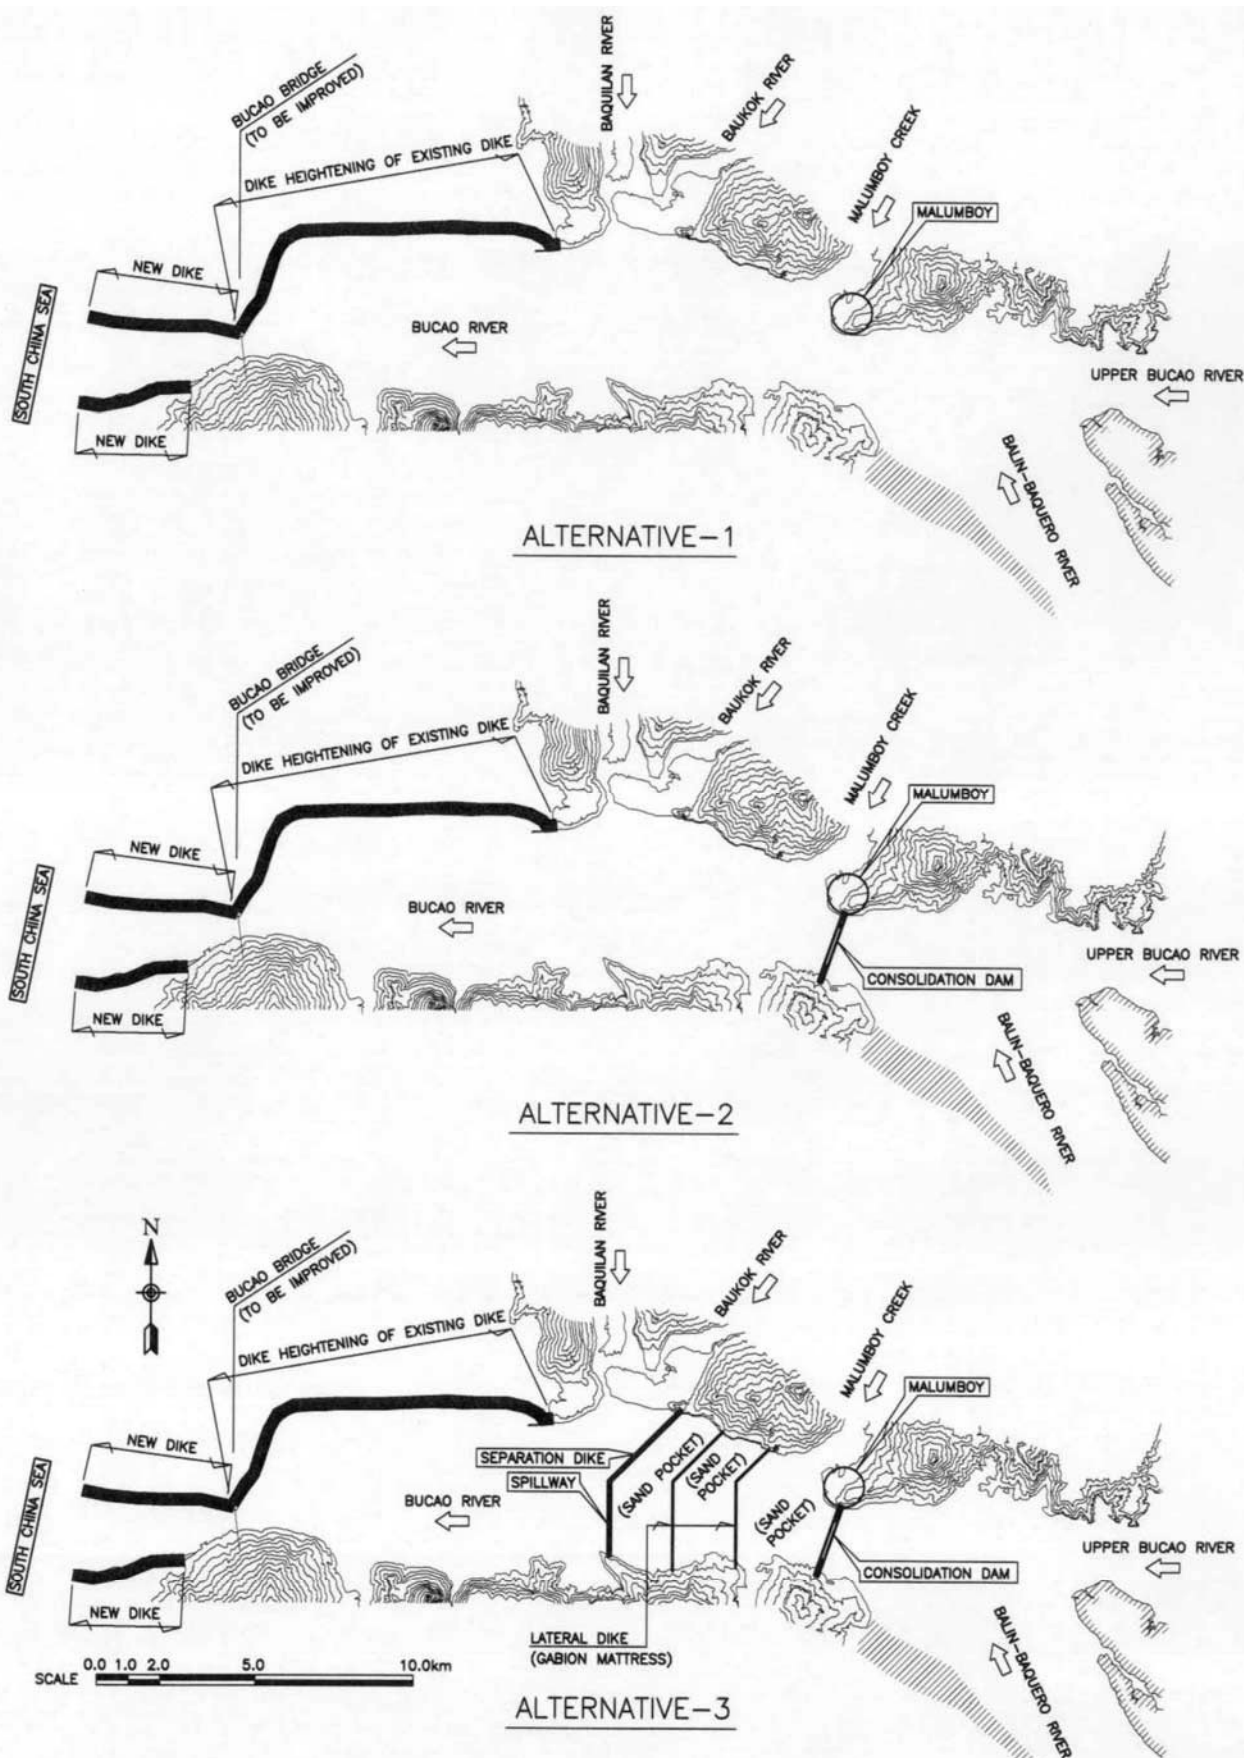 BAQUILAN RIVER
BAUKOK RIVER
MALUMBOY CREEK
BUCAO BRIDGE
(TO BE IMPROVED)
DIKE HEIGHTENING OF EXISTING DIKE
MALUMBOY
NEW DIKE
SOUTH CHINA SEA
BUCAO RIVER
UPPER BUCAO RIVER
NEW DIKE
BALIN-BAQUERO RIVER
ALTERNATIVE-1
BAQUILAN RIVER
BAUKOK RIVER
MALUMBOY CREEK
BUCAO BRIDGE
(TO BE IMPROVED)
DIKE HEIGHTENING OF EXISTING DIKE
MALUMBOY
NEW DIKE
SOUTH CHINA SEA
BUCAO RIVER
UPPER BUCAO RIVER
CONSOLIDATION DAM
NEW DIKE
BALIN-BAQUERO RIVER
ALTERNATIVE-2
N
BAQUILAN RIVER
BAUKOK RIVER
MALUMBOY CREEK
BUCAO BRIDGE
(TO BE IMPROVED)
DIKE HEIGHTENING OF EXISTING DIKE
MALUMBOY
NEW DIKE
SEPARATION DIKE
SPILLWAY
(SAND POCKET)
(SAND
POCKET)
(SAND
POCKET)
SOUTH CHINA SEA
BUCAO RIVER
UPPER BUCAO RIVER
CONSOLIDATION DAM
NEW DIKE
LATERAL DIKE
(GABION MATTRESS)
BALIN-BAQUERO RIVER
SCALE 0.0 1.0 2.0 5.0 10.0km
ALTERNATIVE-3